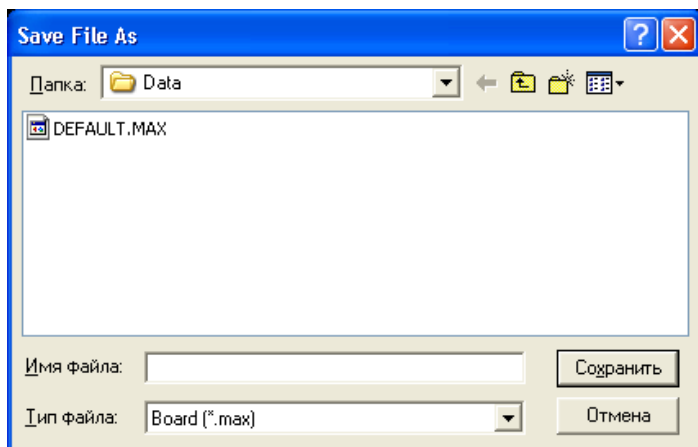 Save File As
Папка: Data
DEFAULT.MAX
Имя файла: Сохранить
Тип файла: Board (*.max) Отмена